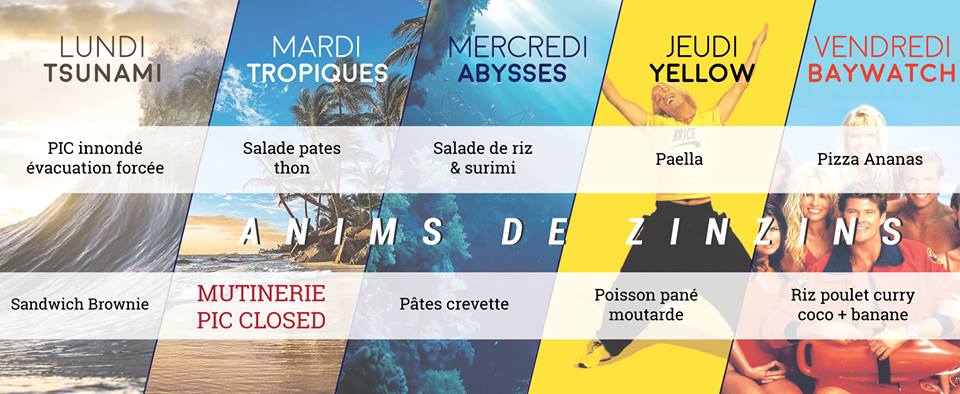 LUNDI
TSUNAMI
MARDI
TROPIQUES
MERCREDI
ABYSSES
JEUDI
YELLOW
VENDREDI
BAYWATCH
BRICE
PIC innondé
évacuation forcée
Salade pates
thon
Salade de riz
& surimi
Paella
Pizza Ananas
ANIMS DE ZINZINS
Sandwich Brownie
MUTINERIE
PIC CLOSED
Pâtes crevette
Poisson pané
moutarde
Riz poulet curry
coco + banane